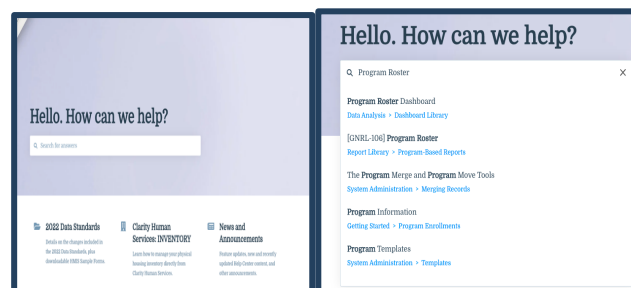 Hello. How can we help?
Search for answers
2022 Data Standards
Details on the changes included in
the 2022 Data Standards, plus
downloadable HMIS Sample Forms.
Clarity Human
Services: INVENTORY
Learn how to manage your physical
housing inventory directly from
Clarity Human Services.
News and
Announcements
Feature updates, new and recently
updated Help Center content, and
other announcements.
Hello. How can we help?
Program Roster X
Program Roster Dashboard
Data Analysis > Dashboard Library
[GNRL-106] Program Roster
Report Library > Program-Based Reports
The Program Merge and Program Move Tools
System Administration > Merging Records
Program Information
Getting Started > Program Enrollments
Program Templates
System Administration > Templates